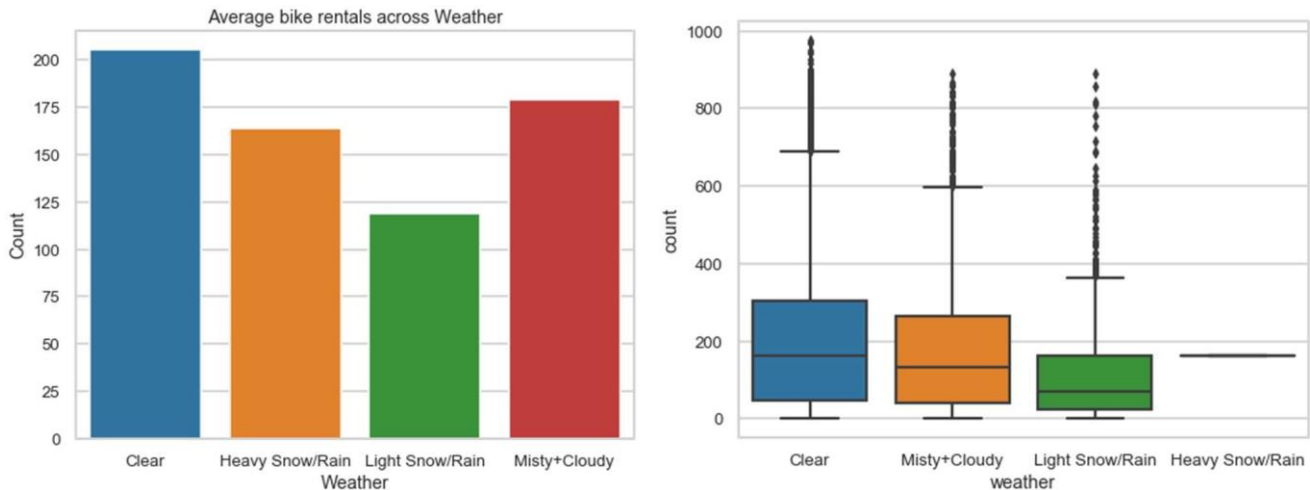 Average bike rentals across Weather
200
175
150
125
100
75
50
25
0
Count
Clear Heavy Snow/Rain Light Snow/Rain Misty+Cloudy
Weather
1000
800
600
400
200
0
count
Clear Misty+Cloudy Light Snow/Rain Heavy Snow/Rain
weather